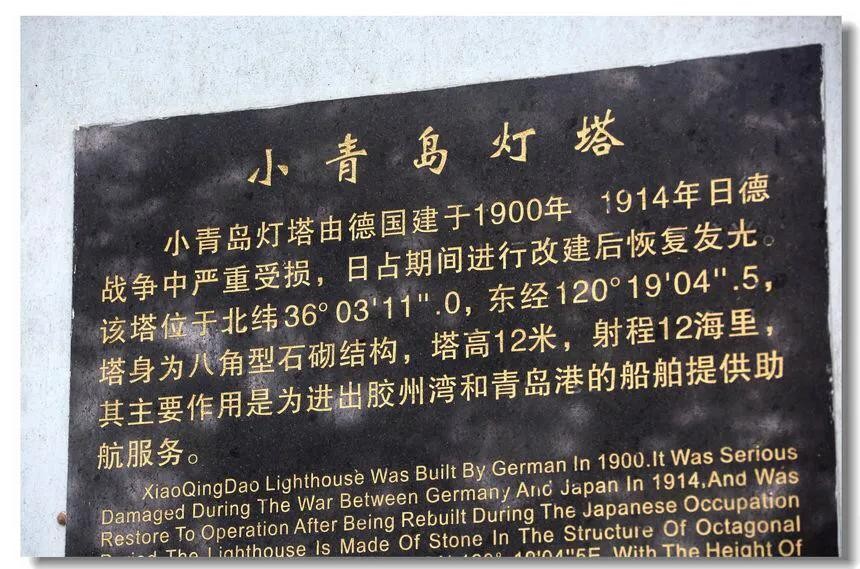 小青岛灯塔
小青岛灯塔由德国建于1900年 1914年日德
战争中严重受损，日占期间进行改建后恢复发光。
该塔位于北纬36°03'11".0，东经120°19'04".5，
塔身为八角型石砌结构，塔高12米，射程12海里，
其主要作用是为进出胶州湾和青岛港的船舶提供助
航服务。
XiaoQingDao Lighthouse Was Built By German In 1900.It Was Serious
Damaged During The War Between Germany And Japan In 1914,And Was
Restore To Operation After Being Rebuilt During The Japanese Occupation
The Lighthouse Is Made Of Stone In The Structure Of Octagonal
19'04"5E, With The Height Of